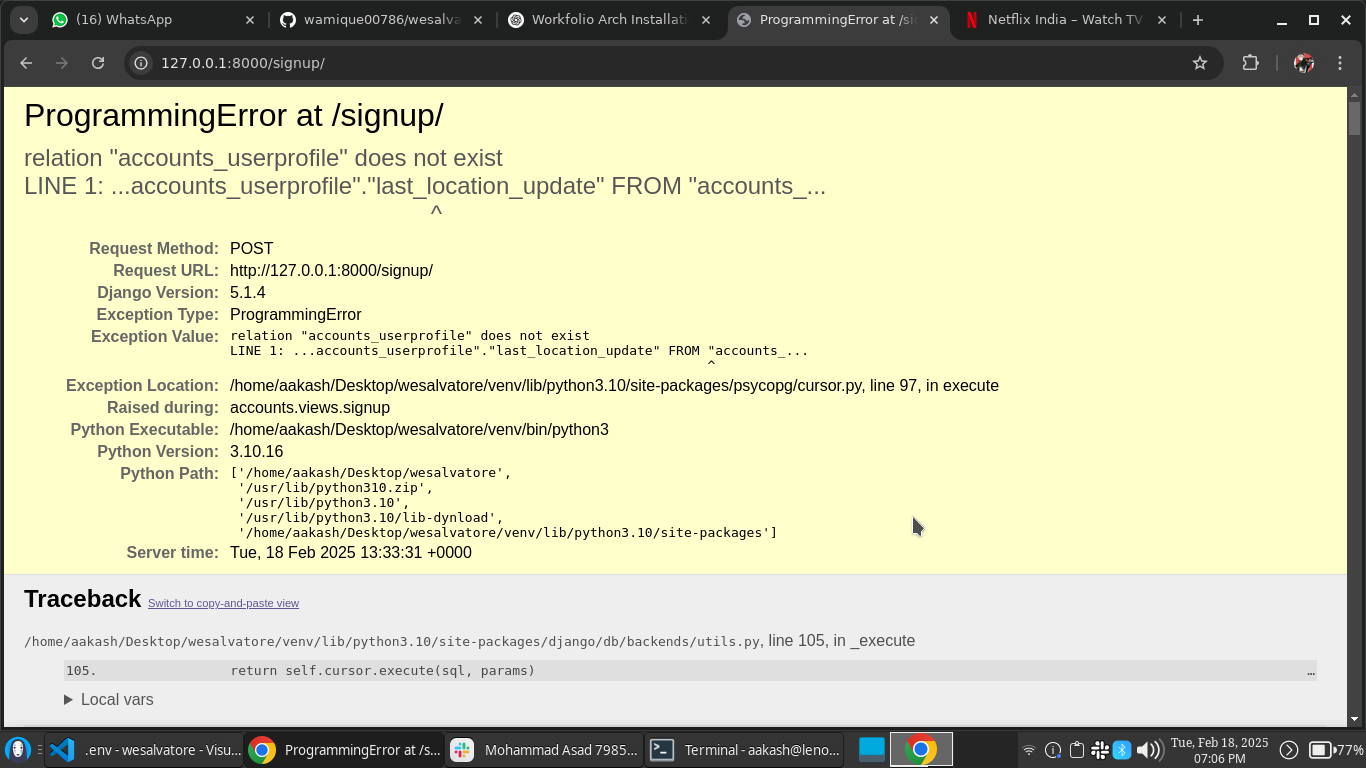 (16) WhatsApp
wamique00786/wesalva
Workfolio Arch Installati
ProgrammingError at /si
Netflix India – Watch TV
127.0.0.1:8000/signup/
ProgrammingError at /signup/
relation "accounts_userprofile" does not exist
LINE 1: ...accounts_userprofile"."last_location_update" FROM "accounts_...
^
Request Method: POST
Request URL: http://127.0.0.1:8000/signup/
Django Version: 5.1.4
Exception Type: ProgrammingError
Exception Value: relation "accounts_userprofile" does not exist
LINE 1: ...accounts_userprofile"."last_location_update" FROM "accounts_...
^
Exception Location: /home/aakash/Desktop/wesalvatore/venv/lib/python3.10/site-packages/psycopg/cursor.py, line 97, in execute
Raised during: accounts.views.signup
Python Executable: /home/aakash/Desktop/wesalvatore/venv/bin/python3
Python Version: 3.10.16
Python Path: ['/home/aakash/Desktop/wesalvatore',
'/usr/lib/python310.zip',
'/usr/lib/python3.10',
'/usr/lib/python3.10/lib-dynload',
'/home/aakash/Desktop/wesalvatore/venv/lib/python3.10/site-packages']
Server time: Tue, 18 Feb 2025 13:33:31 +0000
Traceback Switch to copy-and-paste view
/home/aakash/Desktop/wesalvatore/venv/lib/python3.10/site-packages/django/db/backends/utils.py, line 105, in _execute
105. return self.cursor.execute(sql, params) …
Local vars
.env - wesalvatore - Visu...
ProgrammingError at /s...
Mohammad Asad 7985...
Terminal - aakash@leno...
Tue, Feb 18, 2025
07:06 PM
77%